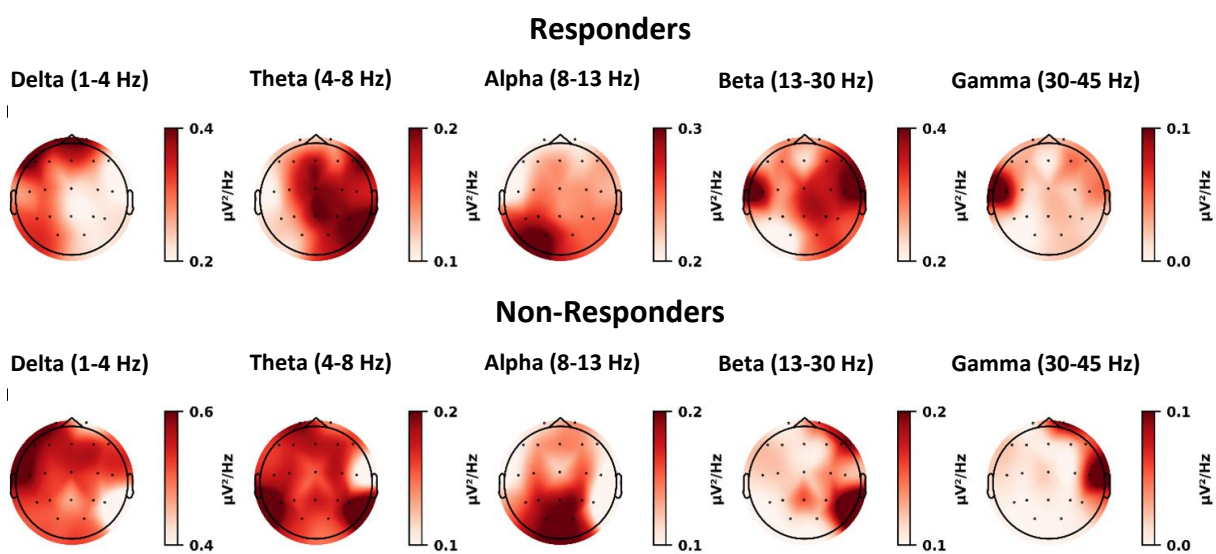 Responders
Delta (1-4 Hz) Theta (4-8 Hz) Alpha (8-13 Hz) Beta (13-30 Hz) Gamma (30-45 Hz)
0.4 0.2 0.3 0.4 0.1
µV²/Hz µV²/Hz µV²/Hz µV²/Hz µV²/Hz
0.2 0.1 0.2 0.2 0.0
Non-Responders
Delta (1-4 Hz) Theta (4-8 Hz) Alpha (8-13 Hz) Beta (13-30 Hz) Gamma (30-45 Hz)
0.6 0.2 0.2 0.2 0.1
µV²/Hz µV²/Hz µV²/Hz µV²/Hz µV²/Hz
0.4 0.1 0.1 0.1 0.0